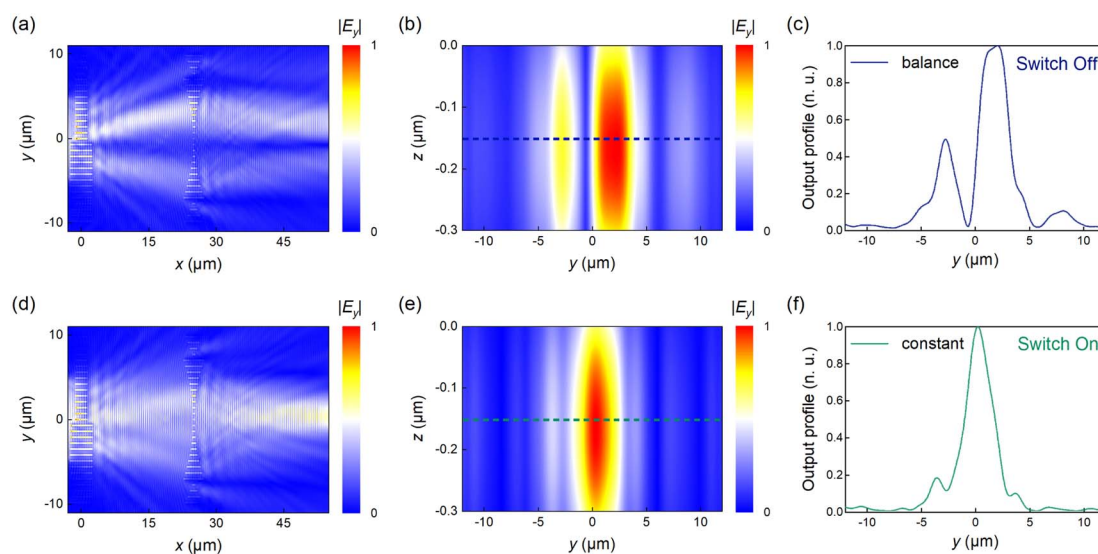 (a)
|Ey|
1
0
10
0
-10
y (µm)
0
15
30
45
x (µm)
(b)
|Ey|
1
0
0.0
-0.1
-0.2
-0.3
z (µm)
-10
-5
0
5
10
y (µm)
(c)
balance
Switch Off
1.0
0.8
0.6
0.4
0.2
0
Output profile (n. u.)
-10
-5
0
5
10
y (µm)
(d)
|Ey|
1
0
10
0
-10
y (µm)
0
15
30
45
x (µm)
(e)
|Ey|
1
0
0.0
-0.1
-0.2
-0.3
z (µm)
-10
-5
0
5
10
y (µm)
(f)
constant
Switch On
1.0
0.8
0.6
0.4
0.2
0
Output profile (n. u.)
-10
-5
0
5
10
y (µm)